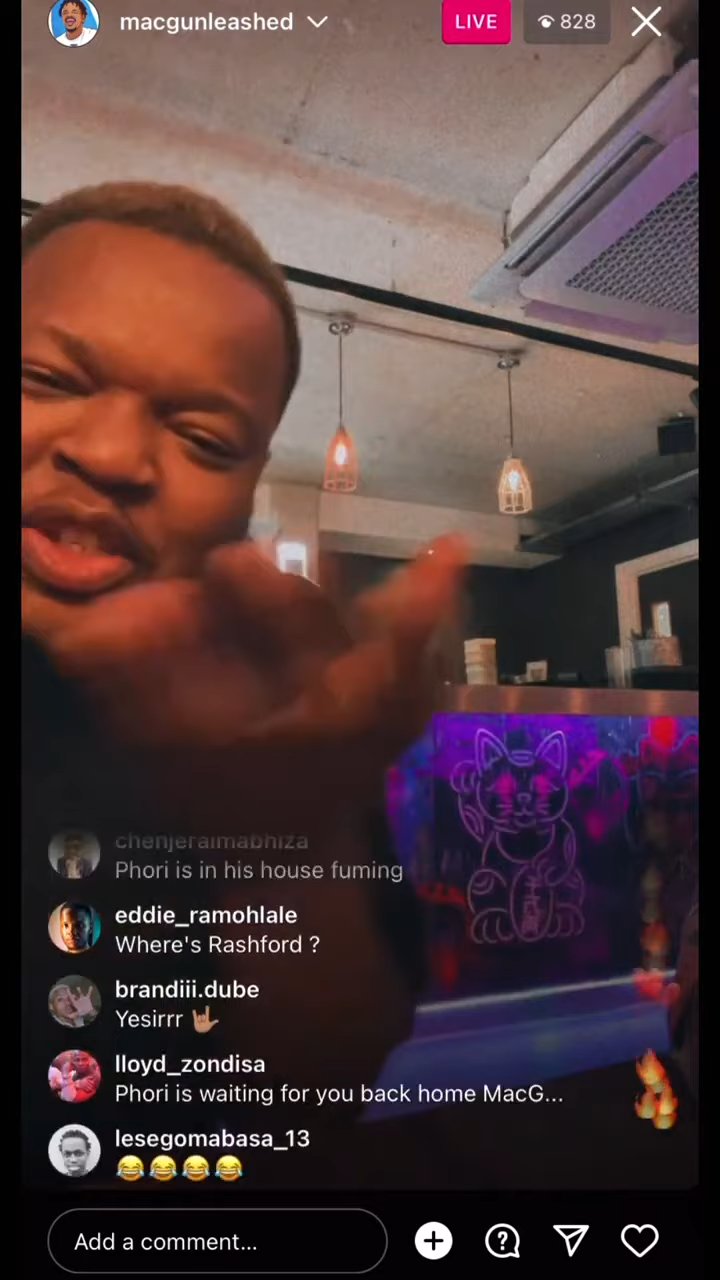 macgunleashed
LIVE
828
chenjeraimabhiza
Phori is in his house fuming
eddie_ramohlale
Where's Rashford ?
brandiii.dube
Yesirrr 🤟🏽
lloyd_zondisa
Phori is waiting for you back home MacG...
lesegomabasa_13
😂😂😂😂
Add a comment...